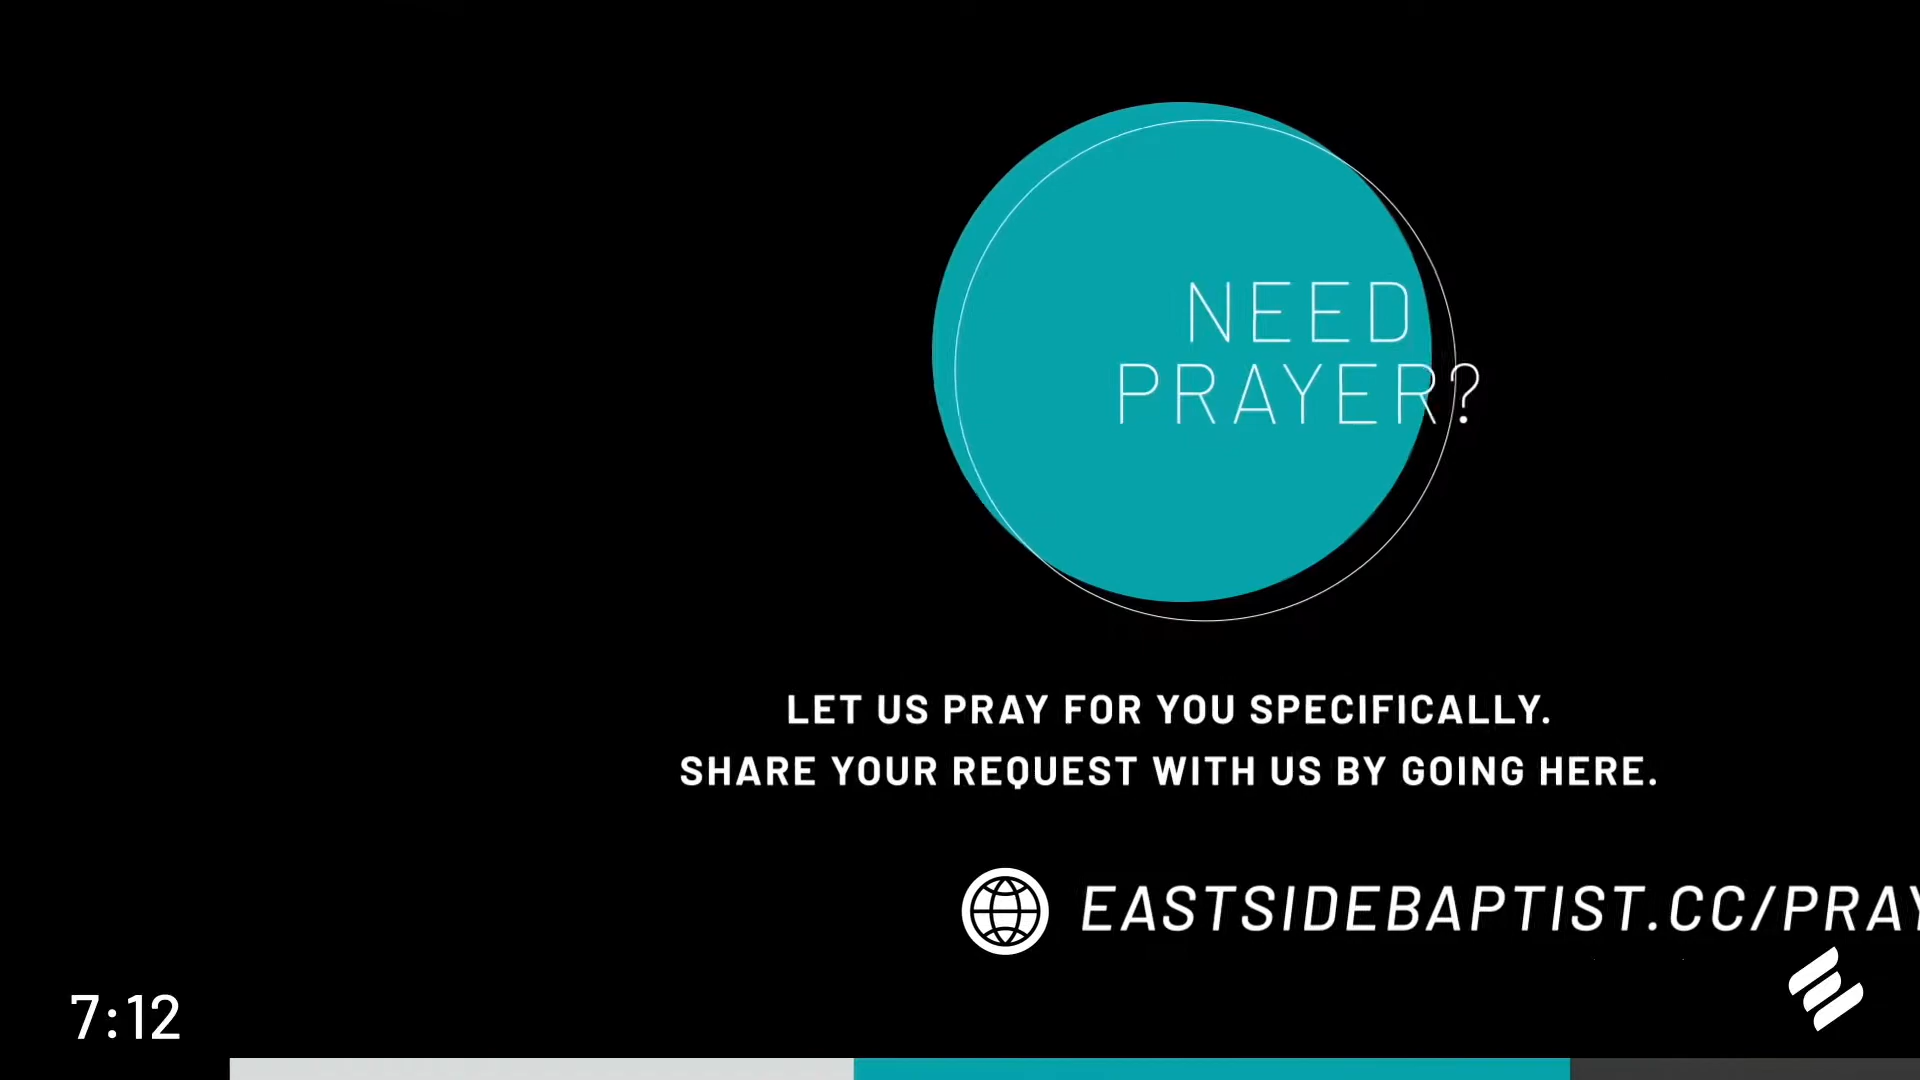 NEED
PRAYER?
LET US PRAY FOR YOU SPECIFICALLY.
SHARE YOUR REQUEST WITH US BY GOING HERE.
EASTSIDEBAPTIST.CC/PRAY
7:12